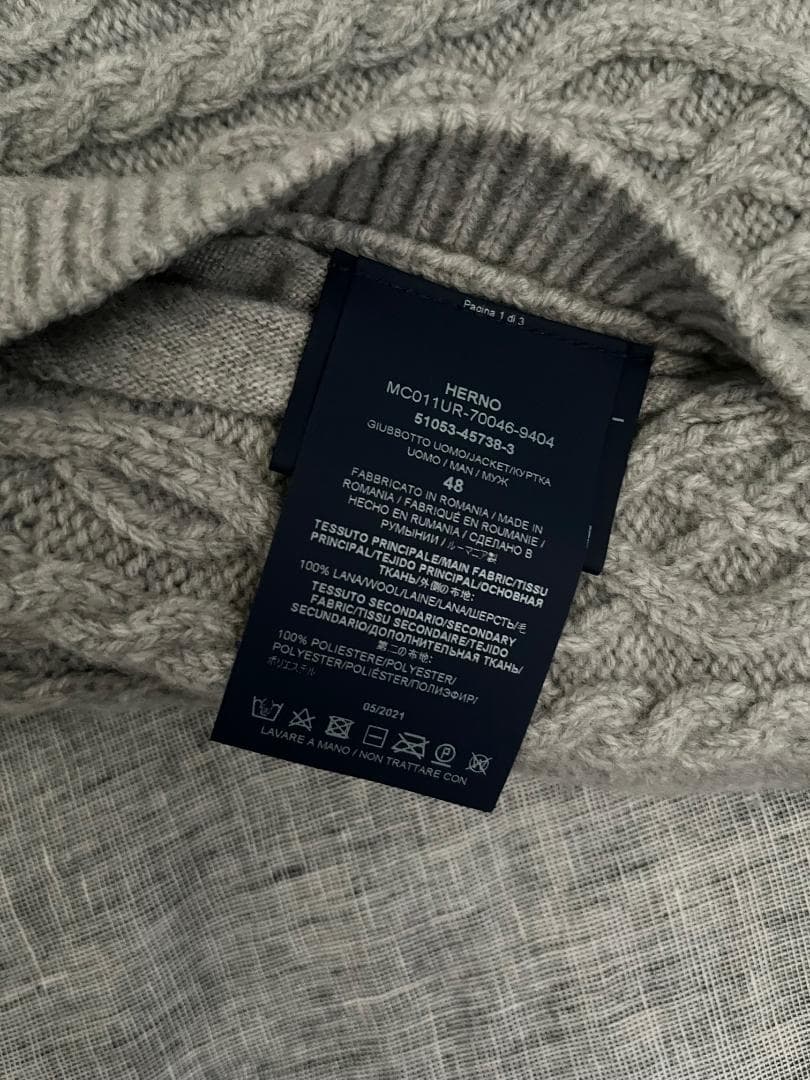 Pagina 1 di 3
HERNO
MC011UR-70046-9404
51053-45738-3
GIUBBOTTO UOMO/JACKET/КУРТКА
UOMO / MAN / МУЖ
48
FABBRICATO IN ROMANIA / MADE IN
ROMANIA / FABRIQUÉ EN ROUMANIE /
HECHO EN RUMANIA / СДЕЛАНО В
РУМЫНИИ / ルーマニア製
TESSUTO PRINCIPALE/MAIN FABRIC/TISSU
PRINCIPAL/TEJIDO PRINCIPAL/ОСНОВНАЯ
ТКАНЬ/外側の布地:
100% LANA/WOOL/LAINE/LANA/ШЕРСТЬ/毛
TESSUTO SECONDARIO/SECONDARY
FABRIC/TISSU SECONDAIRE/TEJIDO
SECUNDARIO/ДОПОЛНИТЕЛЬНАЯ ТКАНЬ/
第二の布地:
100% POLIESTERE/POLYESTER/
POLYESTER/POLIÉSTER/ПОЛИЭФИР/
ポリエステル
05/2021
P
LAVARE A MANO / NON TRATTARE CON